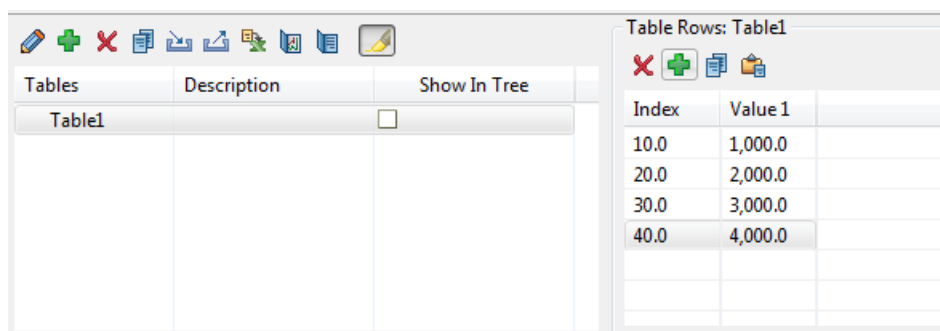 Tables Description Show In Tree
Table1
Table Rows: Table1
Index Value 1
10.0 1,000.0
20.0 2,000.0
30.0 3,000.0
40.0 4,000.0